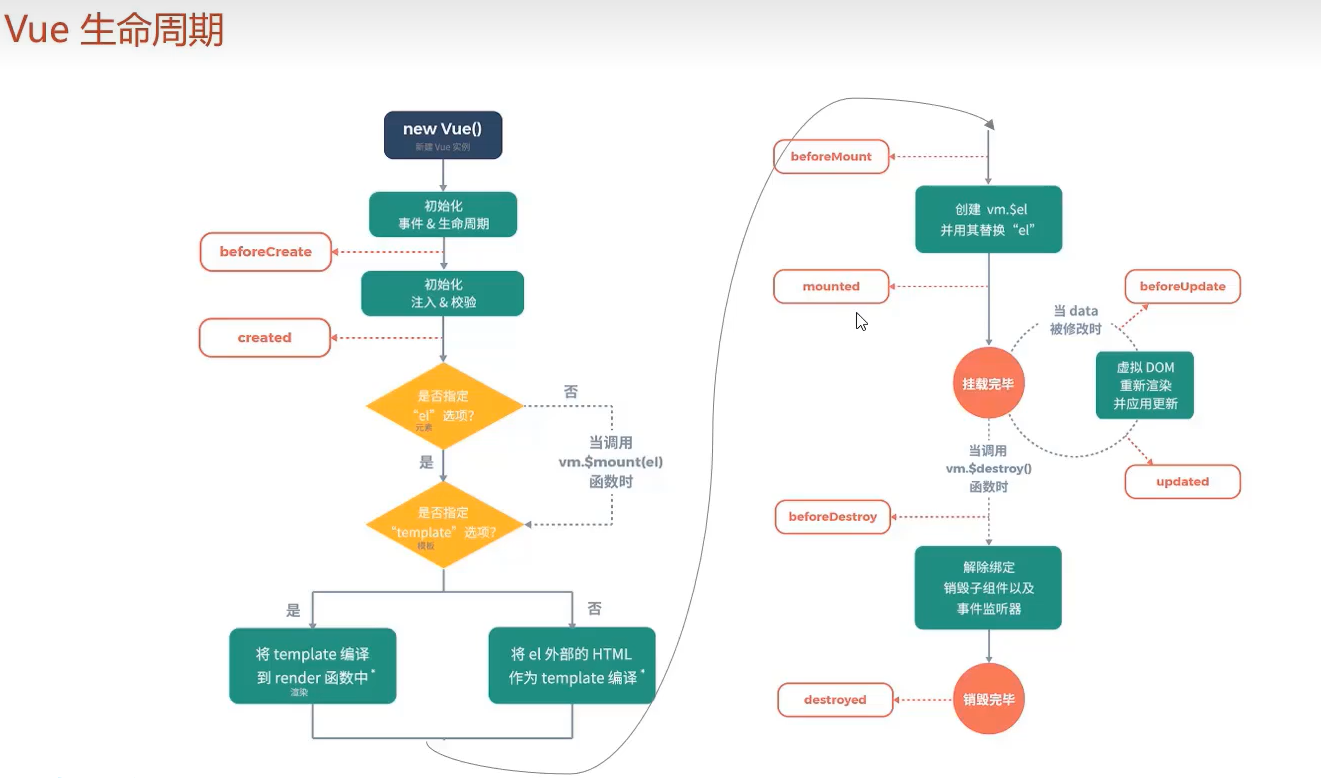 Vue 生命周期
new Vue()
新建 Vue 实例
初始化
事件 & 生命周期
beforeCreate
初始化
注入 & 校验
created
是否指定
“el” 选项?
元素
否
当调用
vm.$mount(el)
函数时
是
是否指定
“template” 选项?
模板
是
否
将 template 编译
到 render 函数中*
渲染
将 el 外部的 HTML
作为 template 编译*
beforeMount
创建 vm.$el
并用其替换 “el”
mounted
beforeUpdate
当 data
被修改时
挂载完毕
虚拟 DOM
重新渲染
并应用更新
updated
当调用
vm.$destroy()
函数时
beforeDestroy
解除绑定
销毁子组件以及
事件监听器
destroyed
销毁完毕